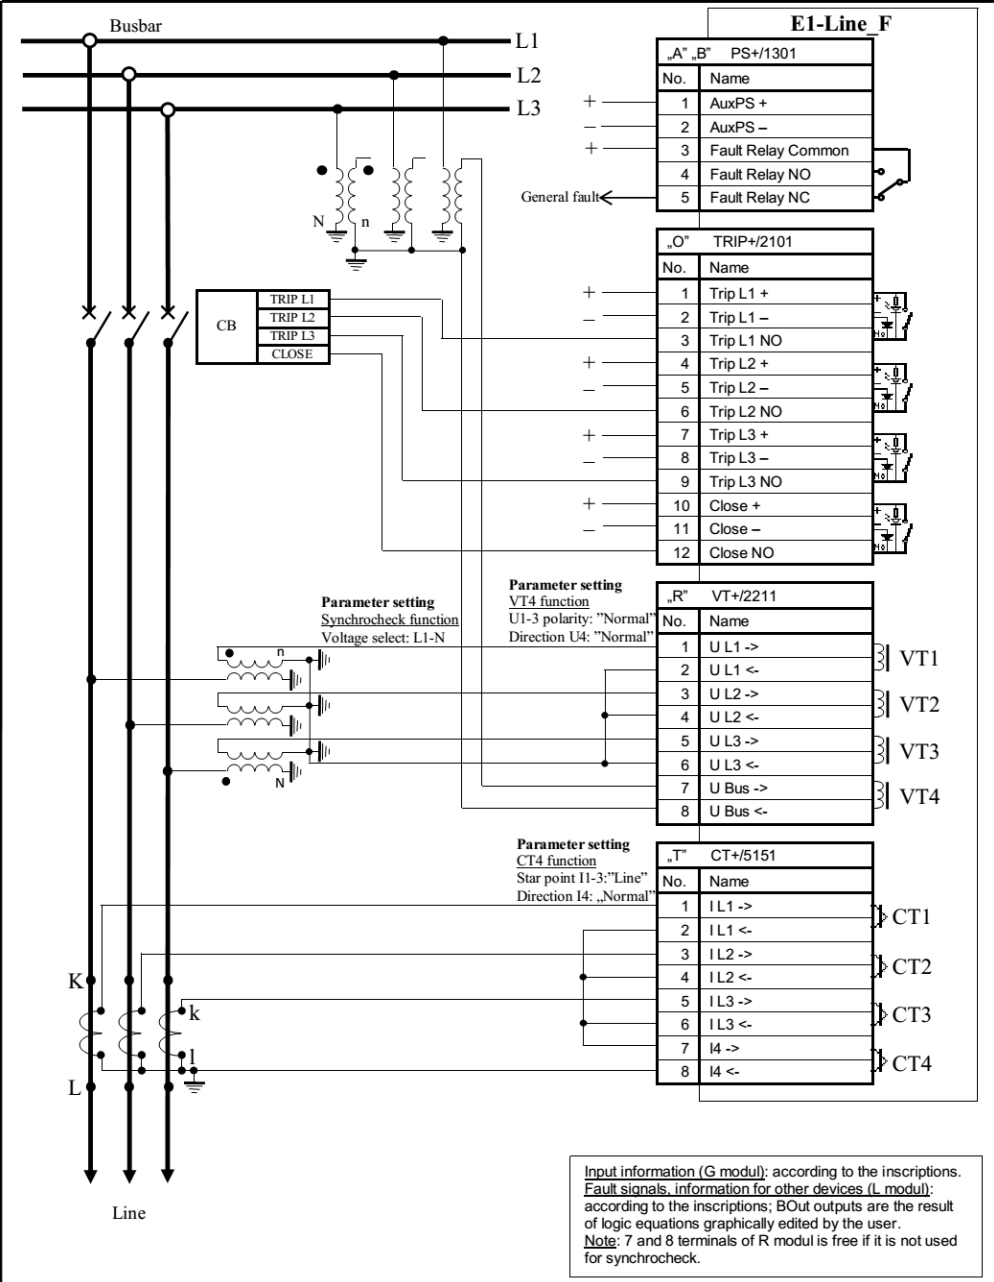 Busbar
E1-Line_F
L1
L2
L3
„A” „B” PS+/1301
No. Name
+ 1 AuxPS +
– 2 AuxPS –
+ 3 Fault Relay Common
4 Fault Relay NO
General fault 5 Fault Relay NC
N n
„O” TRIP+/2101
No. Name
+ 1 Trip L1 +
– 2 Trip L1 –
3 Trip L1 NO
+ 4 Trip L2 +
– 5 Trip L2 –
6 Trip L2 NO
+ 7 Trip L3 +
– 8 Trip L3 –
9 Trip L3 NO
+ 10 Close +
– 11 Close –
12 Close NO
CB
TRIP L1
TRIP L2
TRIP L3
CLOSE
Parameter setting
Synchrocheck function
Voltage select: L1-N
Parameter setting
VT4 function
U1-3 polarity: ”Normal”
Direction U4: ”Normal”
„R” VT+/2211
No. Name
1 U L1 ->
2 U L1 <-
3 U L2 ->
4 U L2 <-
5 U L3 ->
6 U L3 <-
7 U Bus ->
8 U Bus <-
VT1
VT2
VT3
VT4
n
N
Parameter setting
CT4 function
Star point I1-3:”Line”
Direction I4: „Normal”
„T” CT+/5151
No. Name
1 I L1 ->
2 I L1 <-
3 I L2 ->
4 I L2 <-
5 I L3 ->
6 I L3 <-
7 I4 ->
8 I4 <-
CT1
CT2
CT3
CT4
K
k
l
L
Line
Input information (G modul): according to the inscriptions.
Fault signals, information for other devices (L modul):
according to the inscriptions; BOut outputs are the result
of logic equations graphically edited by the user.
Note: 7 and 8 terminals of R modul is free if it is not used
for synchrocheck.